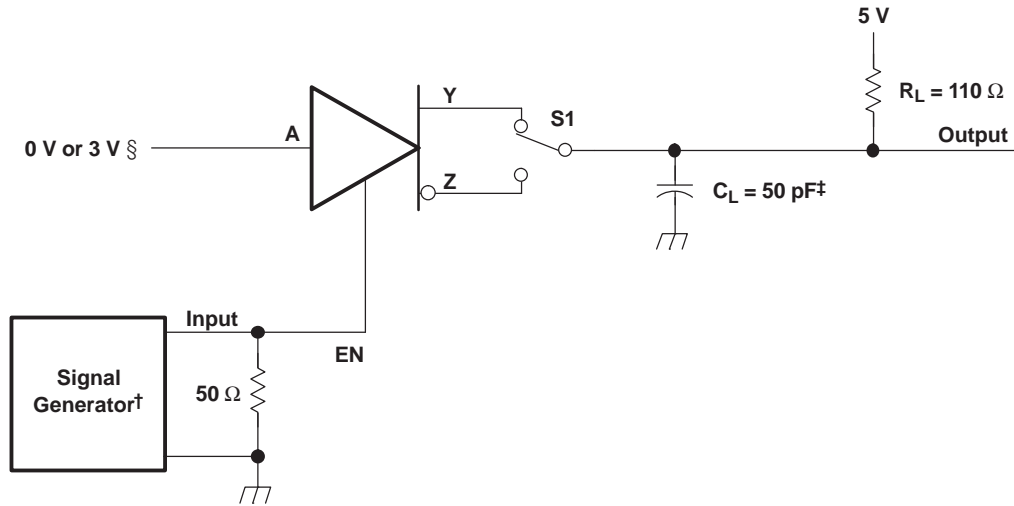 5 V
R_L = 110 Ω
Output
Y
S1
A
0 V or 3 V §
Z
C_L = 50 pF‡
Input
EN
Signal
Generator†
50 Ω